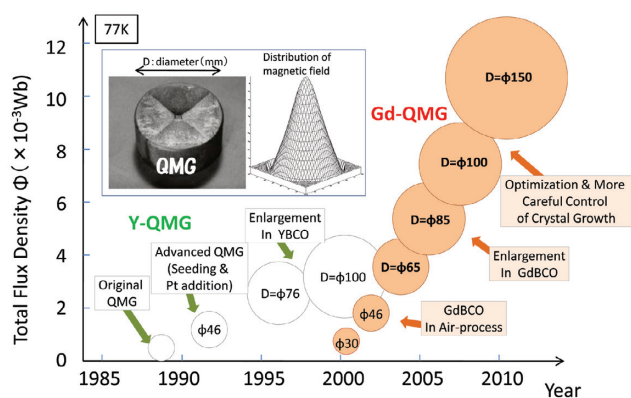 77K
D：diameter(mm)
QMG
Distribution of
magnetic field
Total Flux Density Φ ( × 10⁻³Wb)
12
10
8
6
4
2
0
1985
1990
1995
2000
2005
2010
Year
Y-QMG
Gd-QMG
Original
QMG
Advanced QMG
(Seeding &
Pt addition)
Enlargement
In YBCO
ϕ46
D=ϕ76
D=ϕ100
ϕ30
ϕ46
D=ϕ65
D=ϕ85
D=ϕ100
D=ϕ150
GdBCO
In Air-process
Enlargement
In GdBCO
Optimization & More
Careful Control
of Crystal Growth